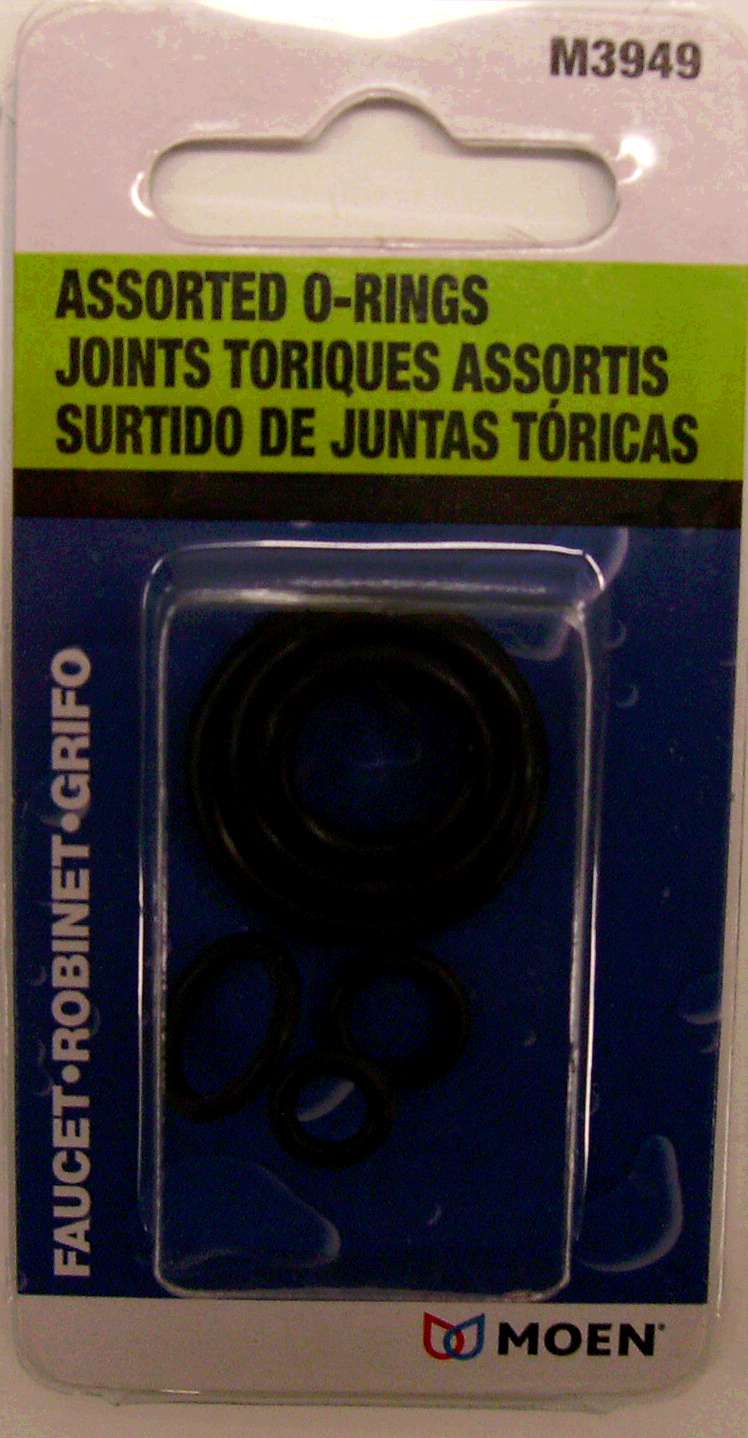 M3949
ASSORTED O-RINGS
JOINTS TORIQUES ASSORTIS
SURTIDO DE JUNTAS TÓRICAS
FAUCET•ROBINET•GRIFO
MOEN®